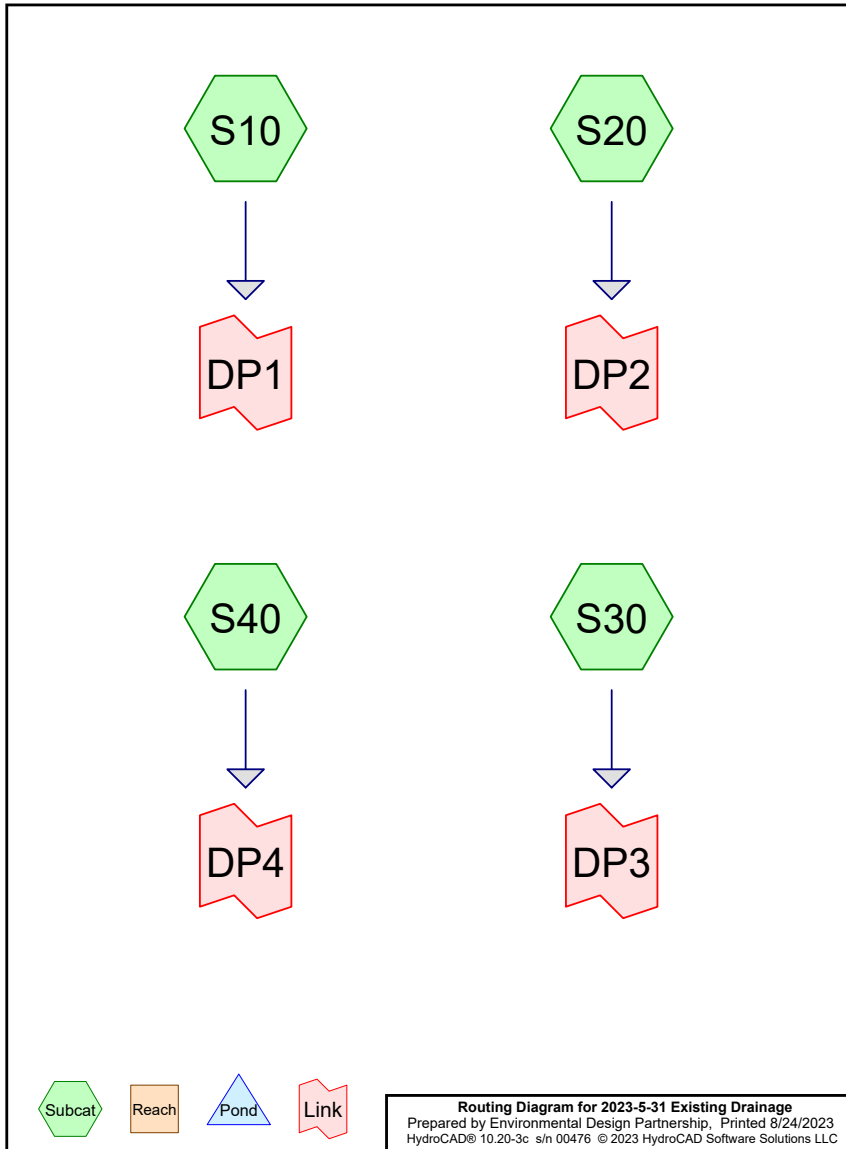 S10
S20
DP1
DP2
S40
S30
DP4
DP3
Subcat
Reach
Pond
Link
Routing Diagram for 2023-5-31 Existing Drainage
Prepared by Environmental Design Partnership, Printed 8/24/2023
HydroCAD® 10.20-3c s/n 00476 © 2023 HydroCAD Software Solutions LLC